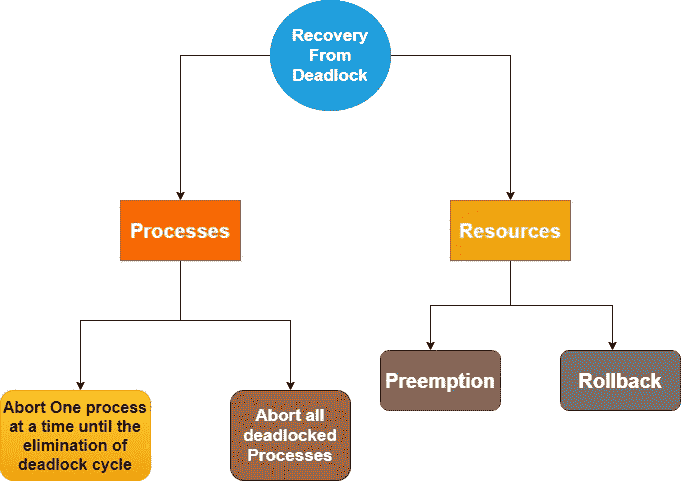 Recovery
From
Deadlock
Processes
Resources
Abort One process
at a time until the
elimination of
deadlock cycle
Abort all
deadlocked
Processes
Preemption
Rollback